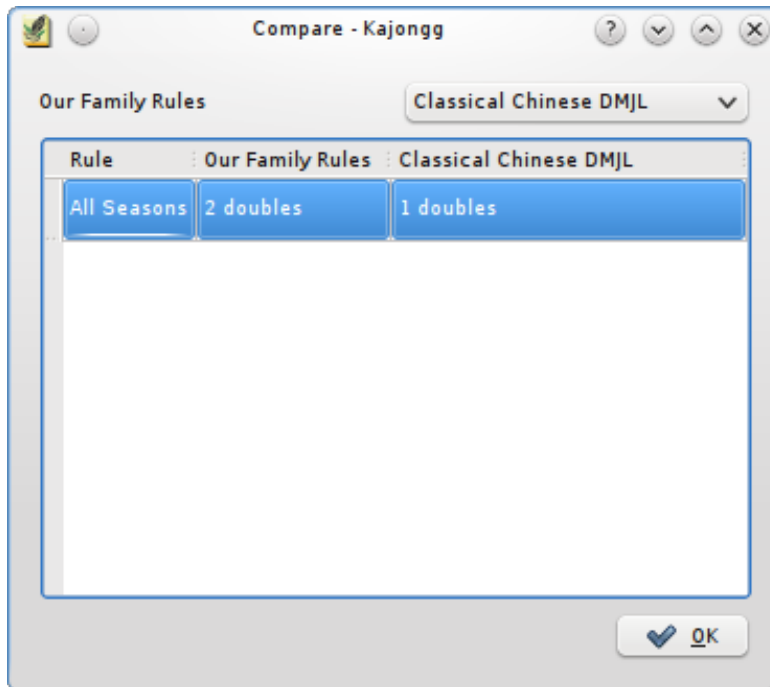 Compare - Kajongg
Our Family Rules Classical Chinese DMJL
Rule Our Family Rules Classical Chinese DMJL
All Seasons 2 doubles 1 doubles
OK